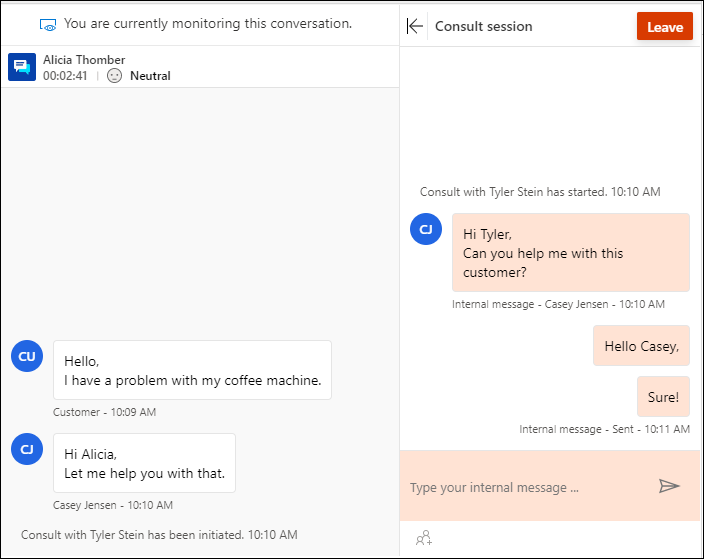 You are currently monitoring this conversation.
Alicia Thomber
00:02:41 | Neutral
CU
Hello,
I have a problem with my coffee machine.
Customer - 10:09 AM
CJ
Hi Alicia,
Let me help you with that.
Casey Jensen - 10:10 AM
Consult with Tyler Stein has been initiated. 10:10 AM
Consult session
Leave
Consult with Tyler Stein has started. 10:10 AM
CJ
Hi Tyler,
Can you help me with this
customer?
Internal message - Casey Jensen - 10:10 AM
Hello Casey,
Sure!
Internal message - Sent - 10:11 AM
Type your internal message ...